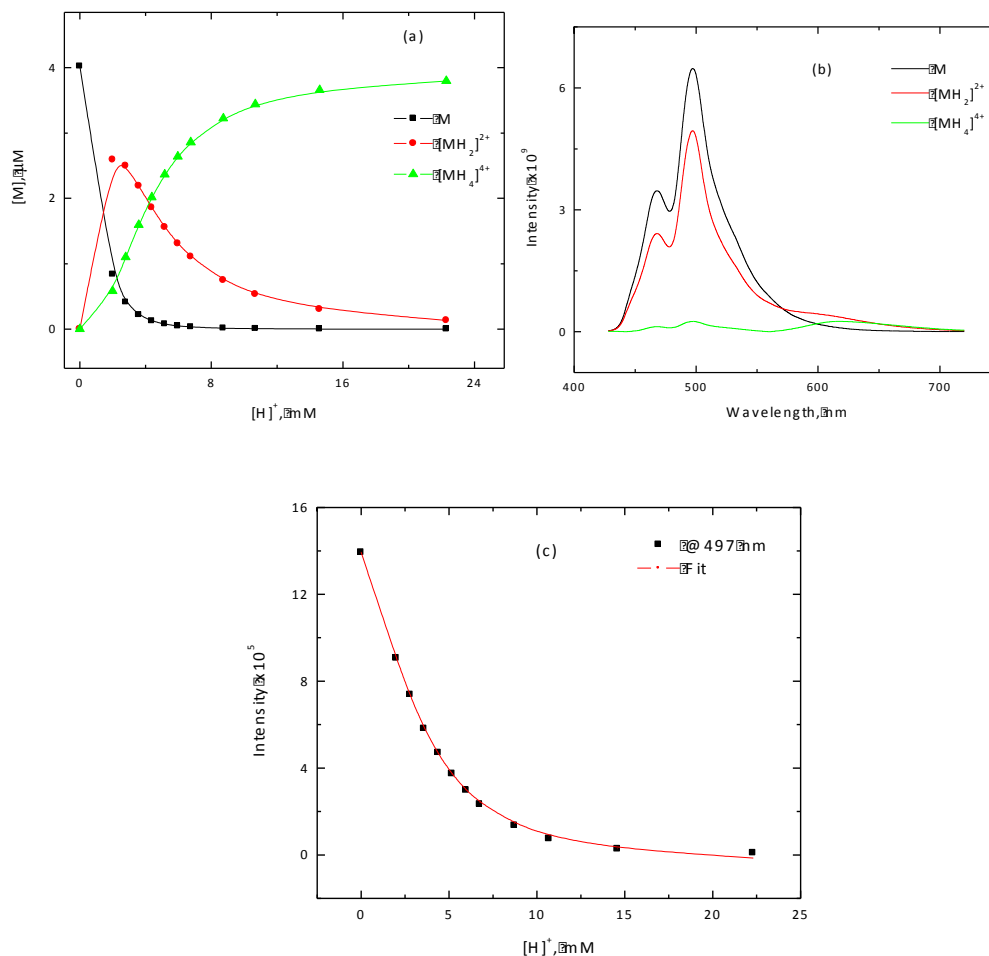 (a)
4
2
0
0
8
16
24
M
[MH2]2+
[MH4]4+
[M], µM
[H]+, mM
(b)
6
3
0
400
500
600
700
M
[MH2]2+
[MH4]4+
Intensity x10^9
Wavelength, nm
(c)
16
12
8
4
0
0
5
10
15
20
25
@497 nm
Fit
Intensity x10^5
[H]+, mM